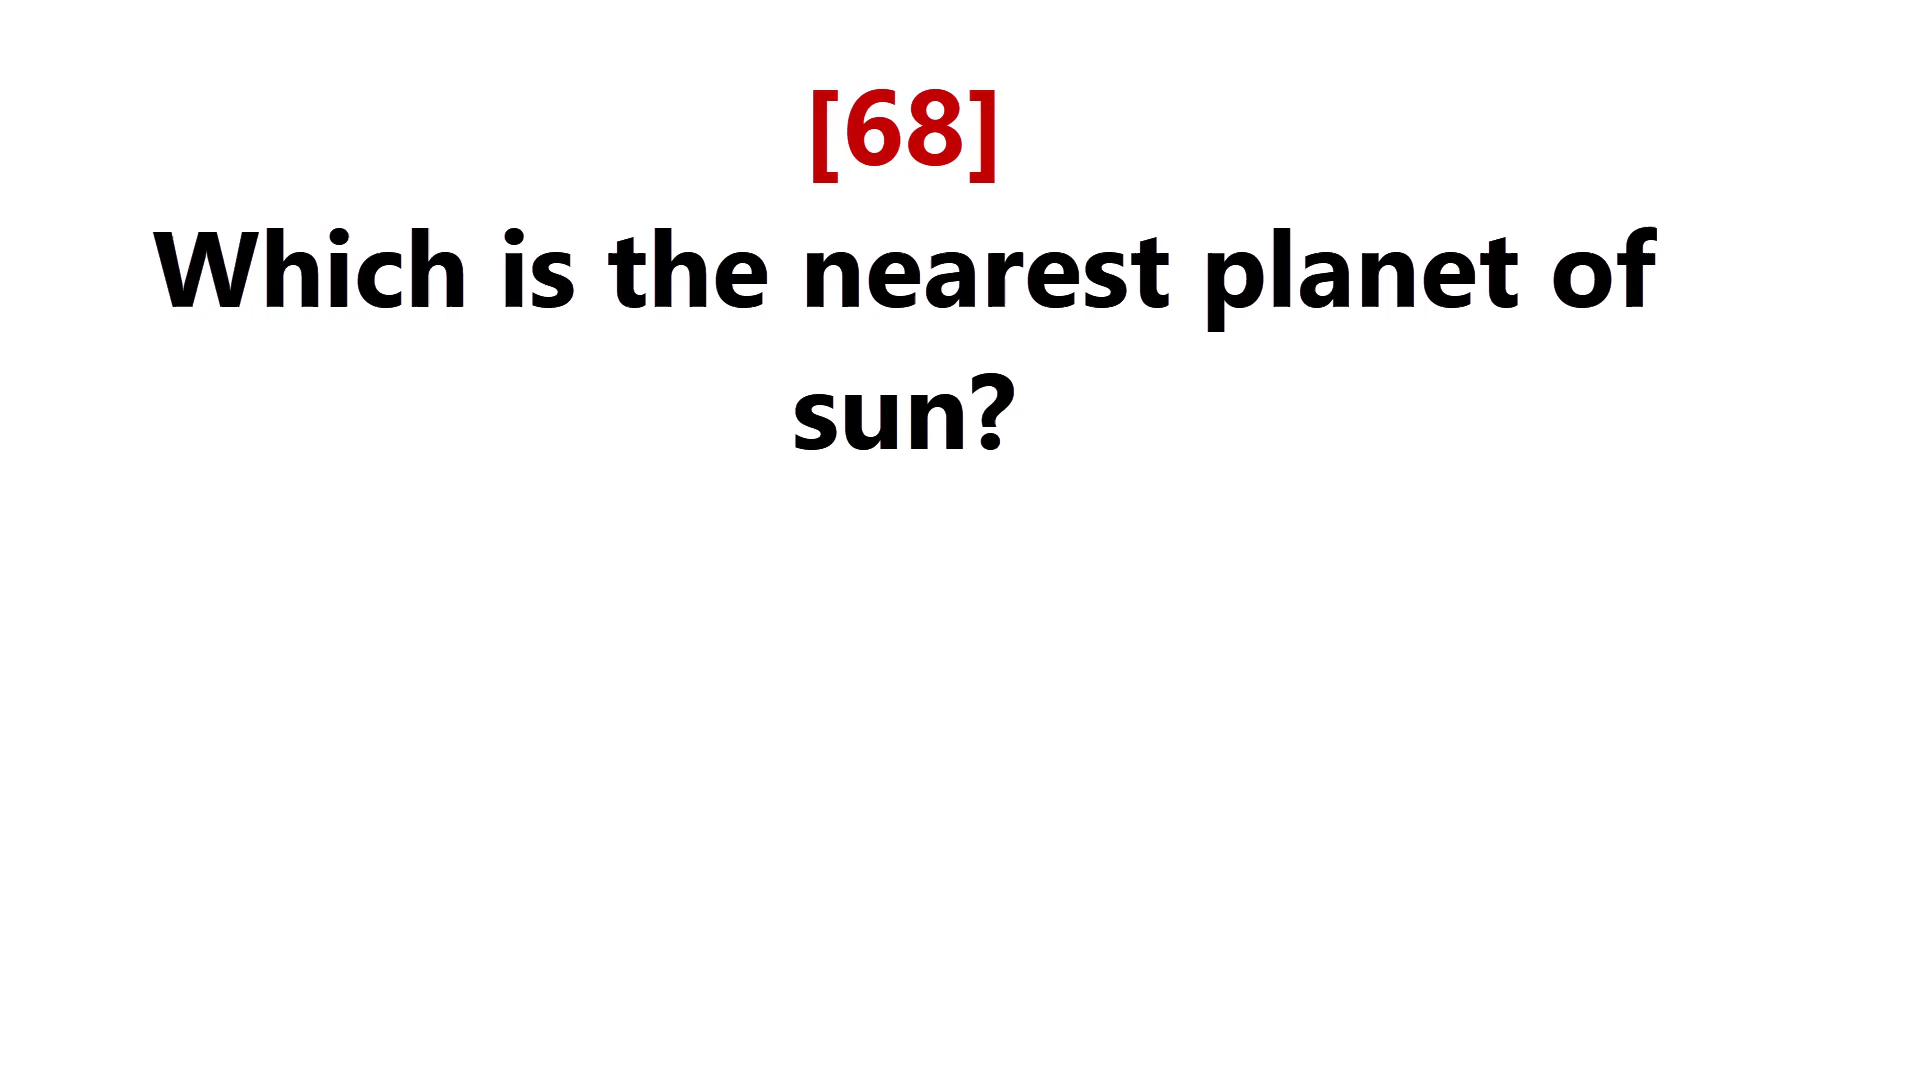 [68]
Which is the nearest planet of
sun?